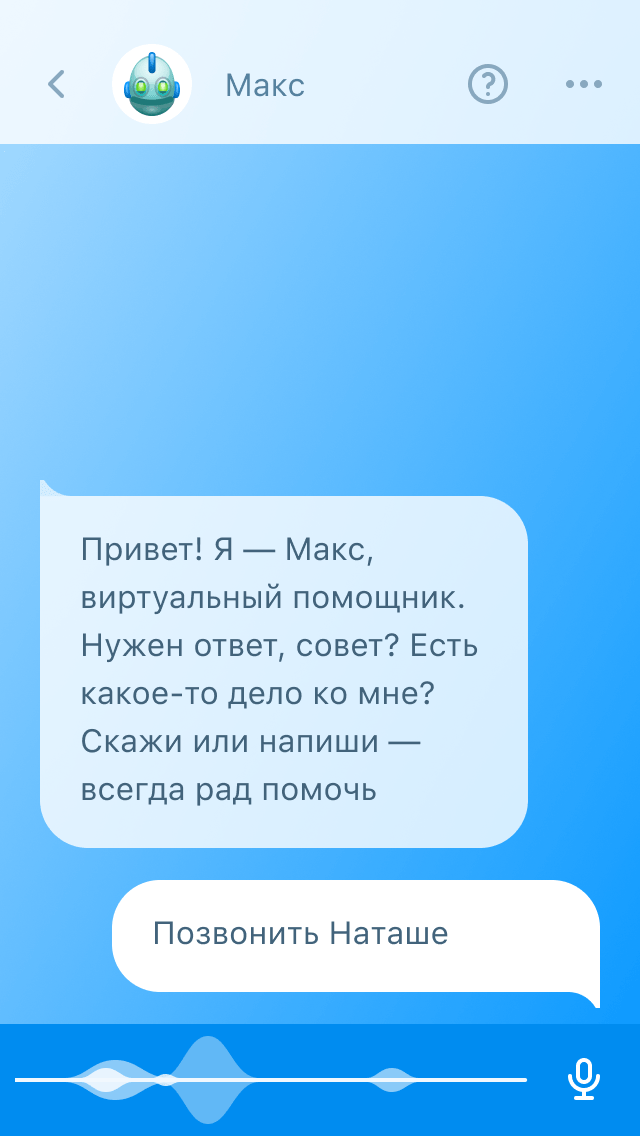 Макс
Привет! Я — Макс,
виртуальный помощник.
Нужен ответ, совет? Есть
какое-то дело ко мне?
Скажи или напиши —
всегда рад помочь
Позвонить Наташе